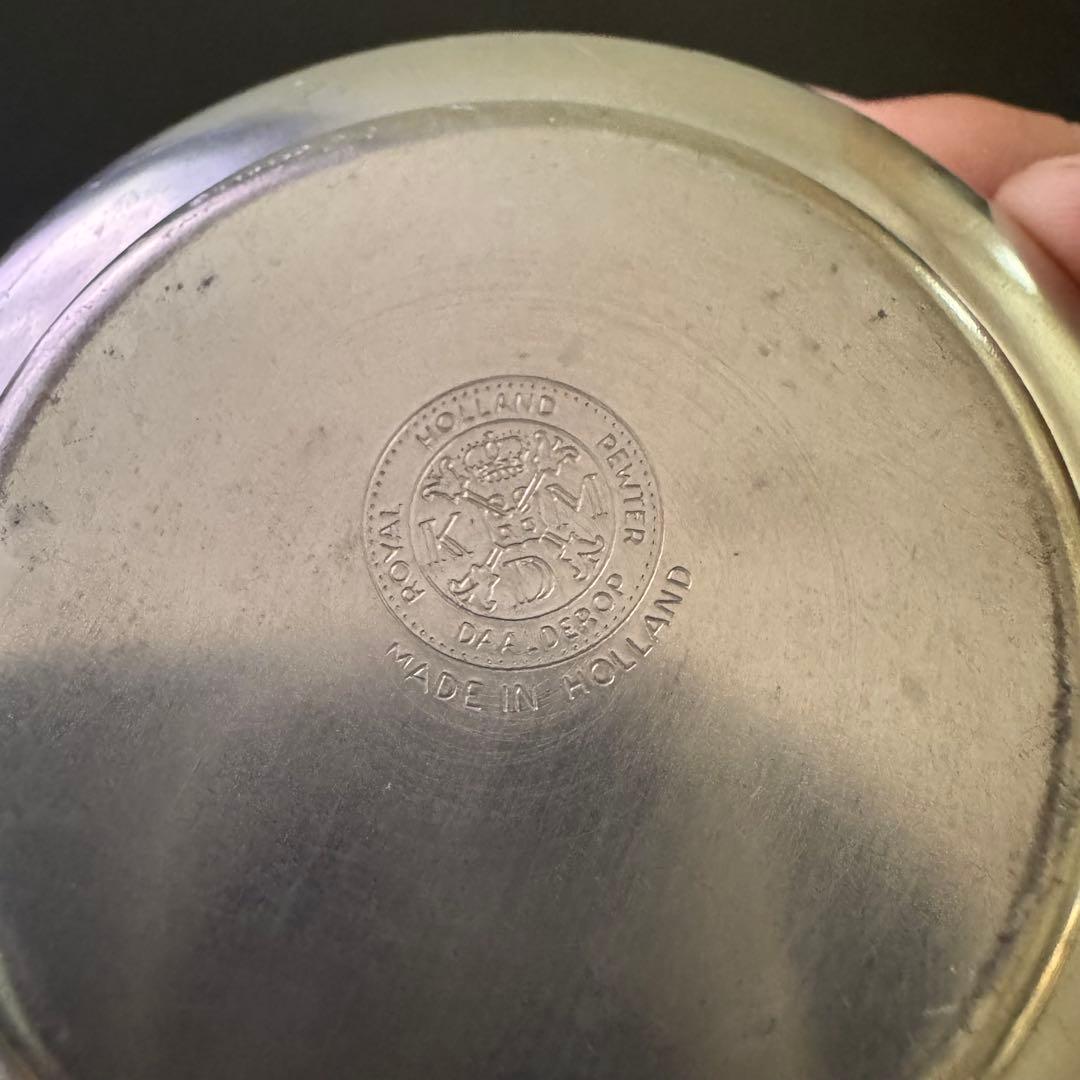 ROYAL HOLLAND PEWTER
K M
D
DAALDEROP
MADE IN HOLLAND